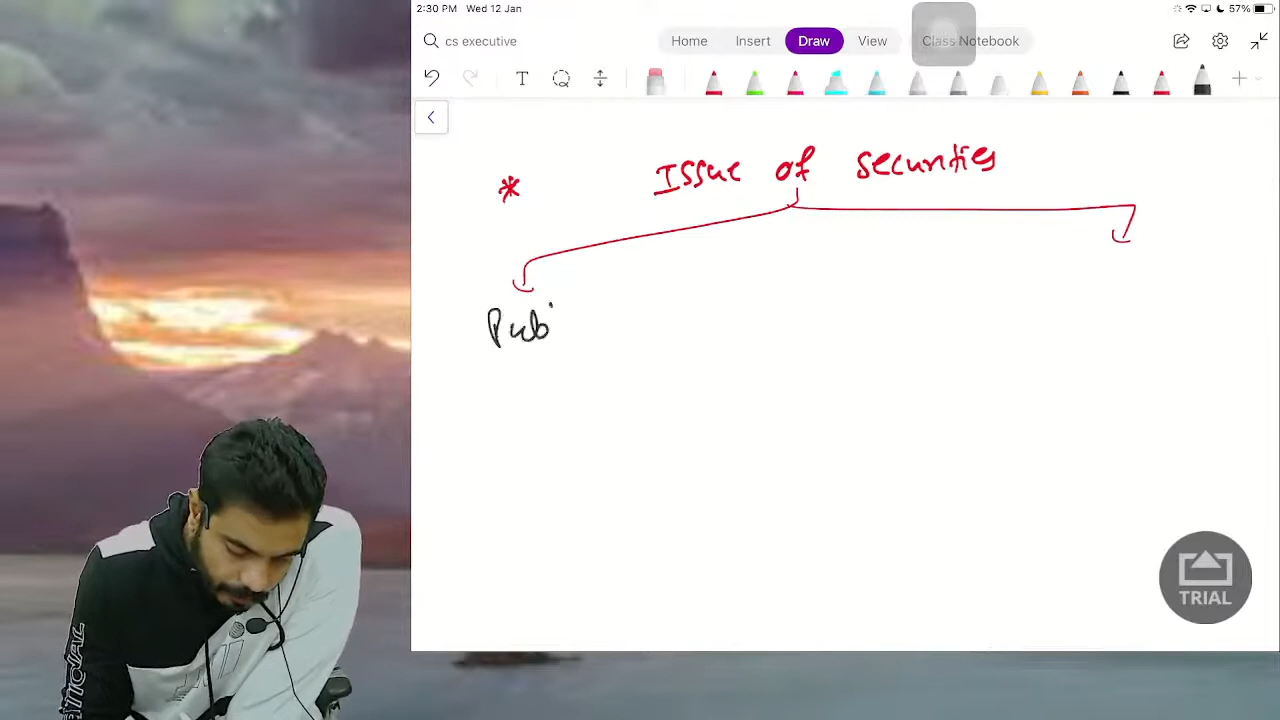 2:30 PM Wed 12 Jan 57%
cs executive Home Insert Draw View Class Notebook
T
* Issue of securities
Pub
TRIAL